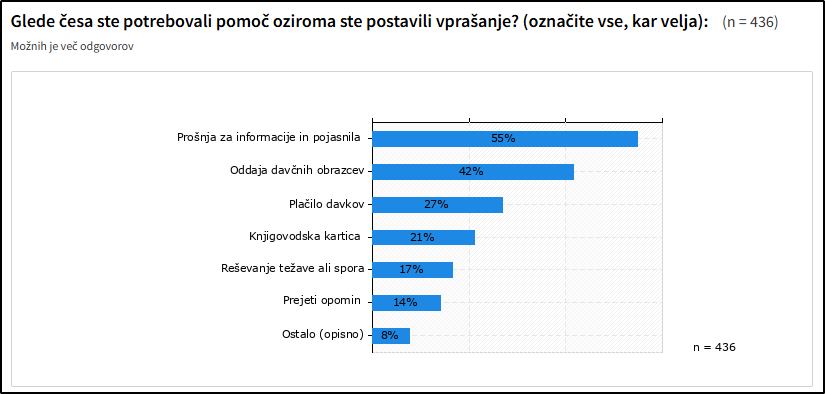 Glede česa ste potrebovali pomoč oziroma ste postavili vprašanje? (označite vse, kar velja): (n = 436)
Možnih je več odgovorov
Prošnja za informacije in pojasnila 55%
Oddaja davčnih obrazcev 42%
Plačilo davkov 27%
Knjigovodska kartica 21%
Reševanje težave ali spora 17%
Prejeti opomin 14%
Ostalo (opisno) 8%
n = 436